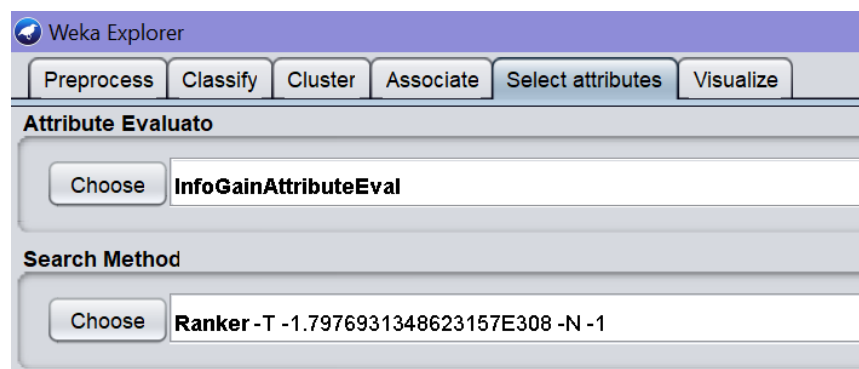 Weka Explorer
Preprocess Classify Cluster Associate Select attributes Visualize
Attribute Evaluato
Choose InfoGainAttributeEval
Search Method
Choose Ranker -T -1.7976931348623157E308 -N -1